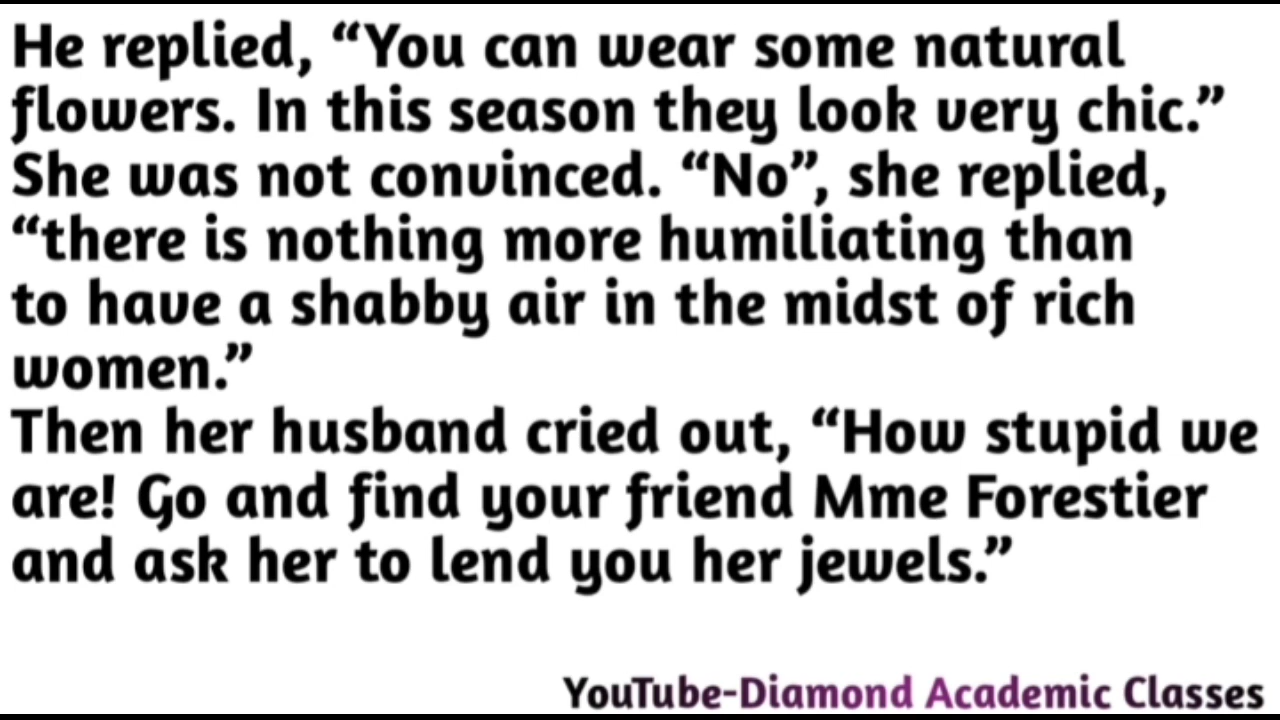 He replied, “You can wear some natural
flowers. In this season they look very chic.”
She was not convinced. “No”, she replied,
“there is nothing more humiliating than
to have a shabby air in the midst of rich
women.”
Then her husband cried out, “How stupid we
are! Go and find your friend Mme Forestier
and ask her to lend you her jewels.”
YouTube-Diamond Academic Classes